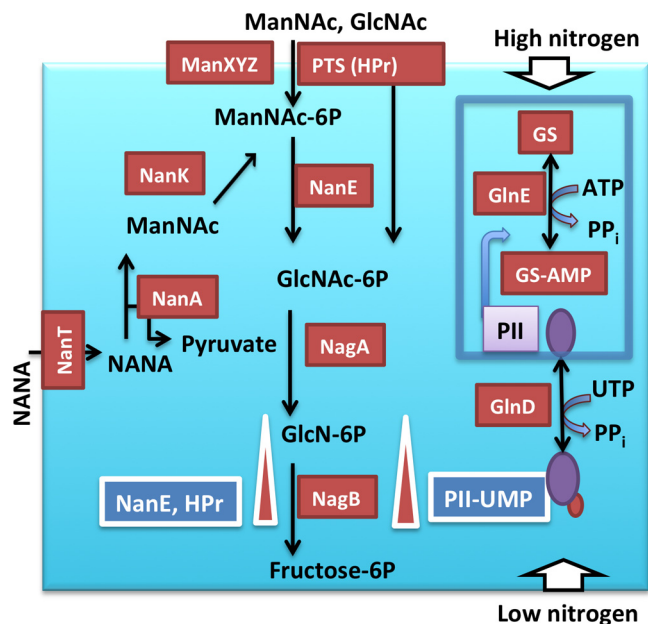 ManNAc, GlcNAc
High nitrogen
ManXYZ
PTS (HPr)
ManNAc-6P
GS
NanK
NanE
GlnE
ATP
ManNAc
PPi
GlcNAc-6P
GS-AMP
NanA
PII
NanT
NANA
Pyruvate
NagA
NANA
UTP
GlnD
GlcN-6P
PPi
NanE, HPr
NagB
PII-UMP
Fructose-6P
Low nitrogen